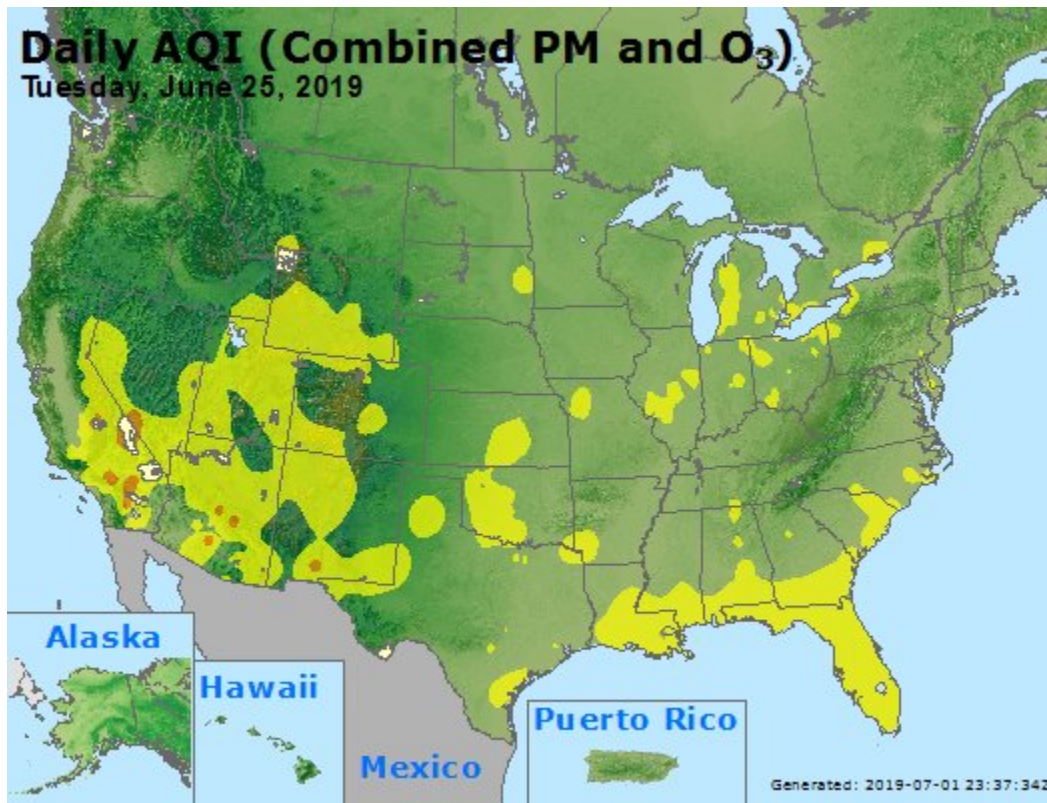 Daily AQI (Combined PM and O₃)
Tuesday, June 25, 2019
Alaska
Hawaii
Puerto Rico
Mexico
Generated: 2019-07-01 23:37:34Z